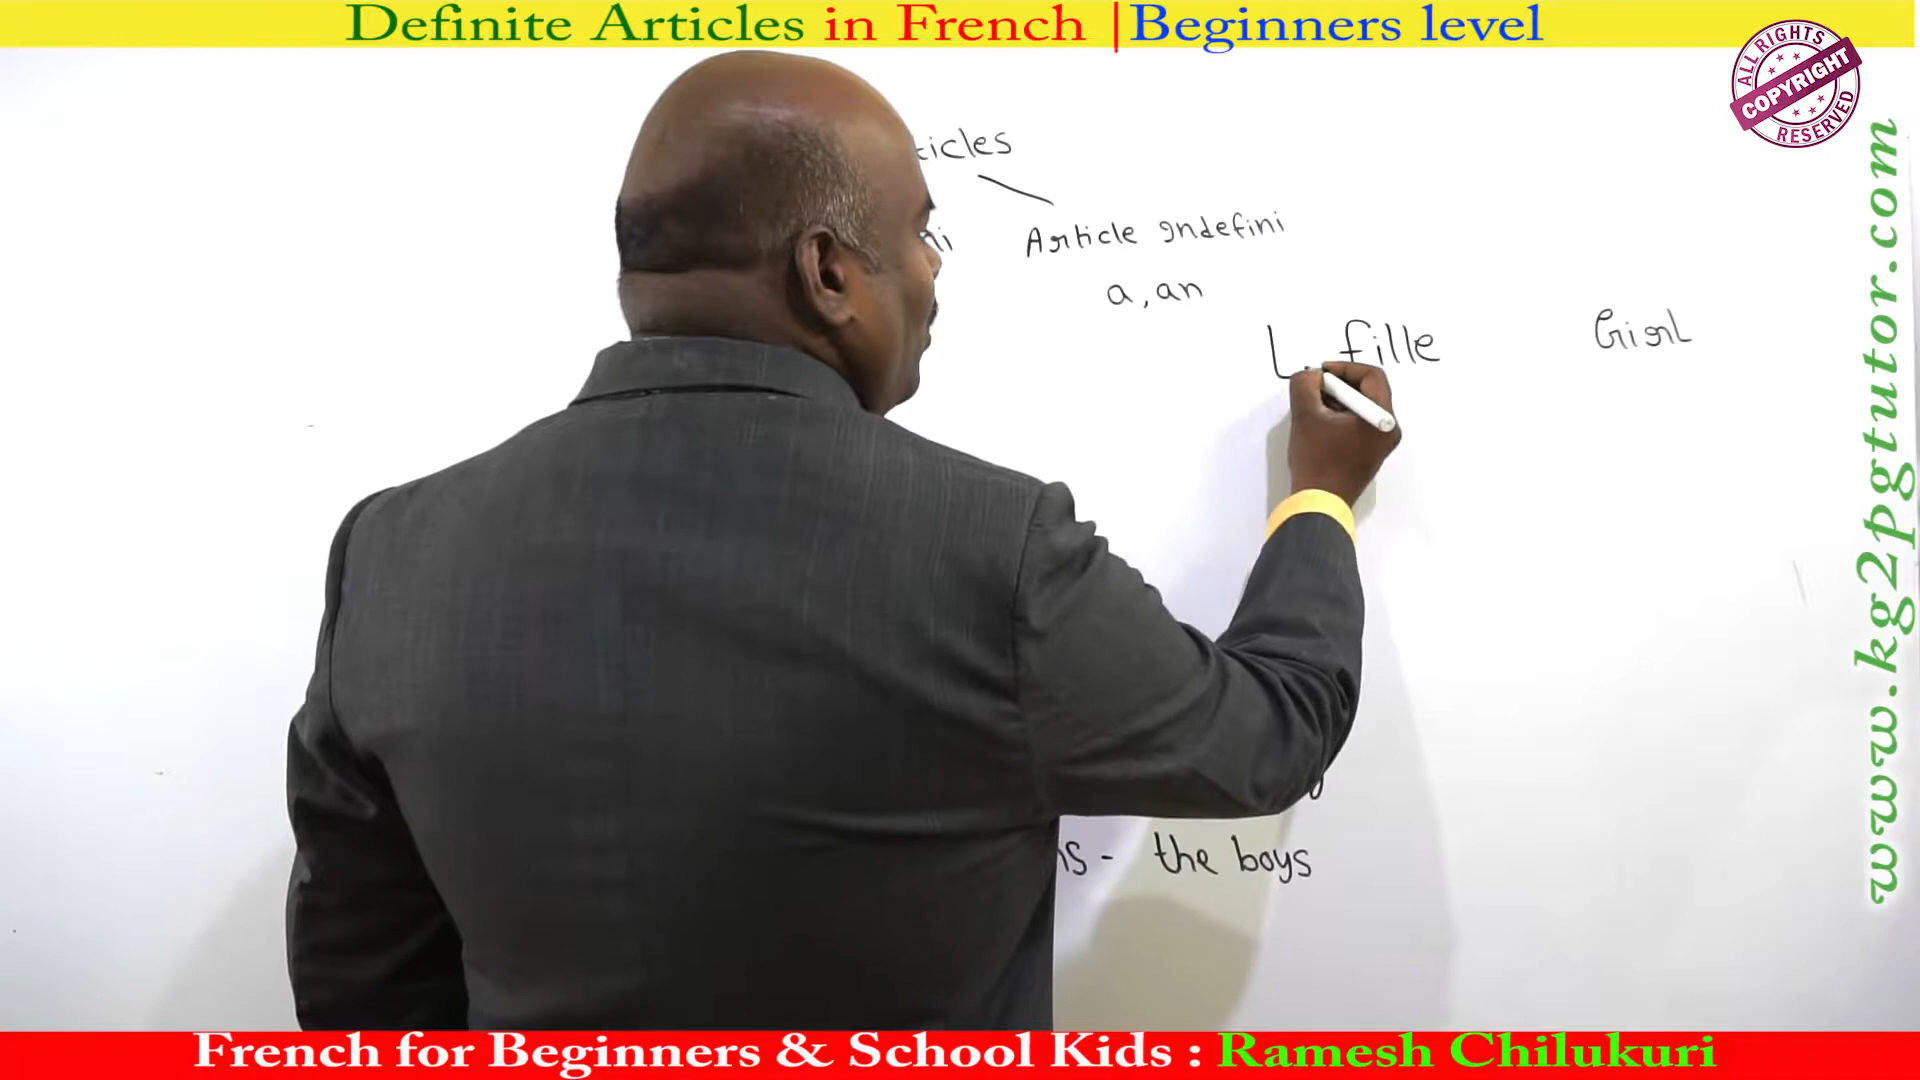 Definite Articles in French |Beginners level
ALL RIGHTS
COPYRIGHT
RESERVED
www.kg2pgtutor.com
Article Indefini
a, an
fille Girl
the boys
French for Beginners & School Kids : Ramesh Chilukuri